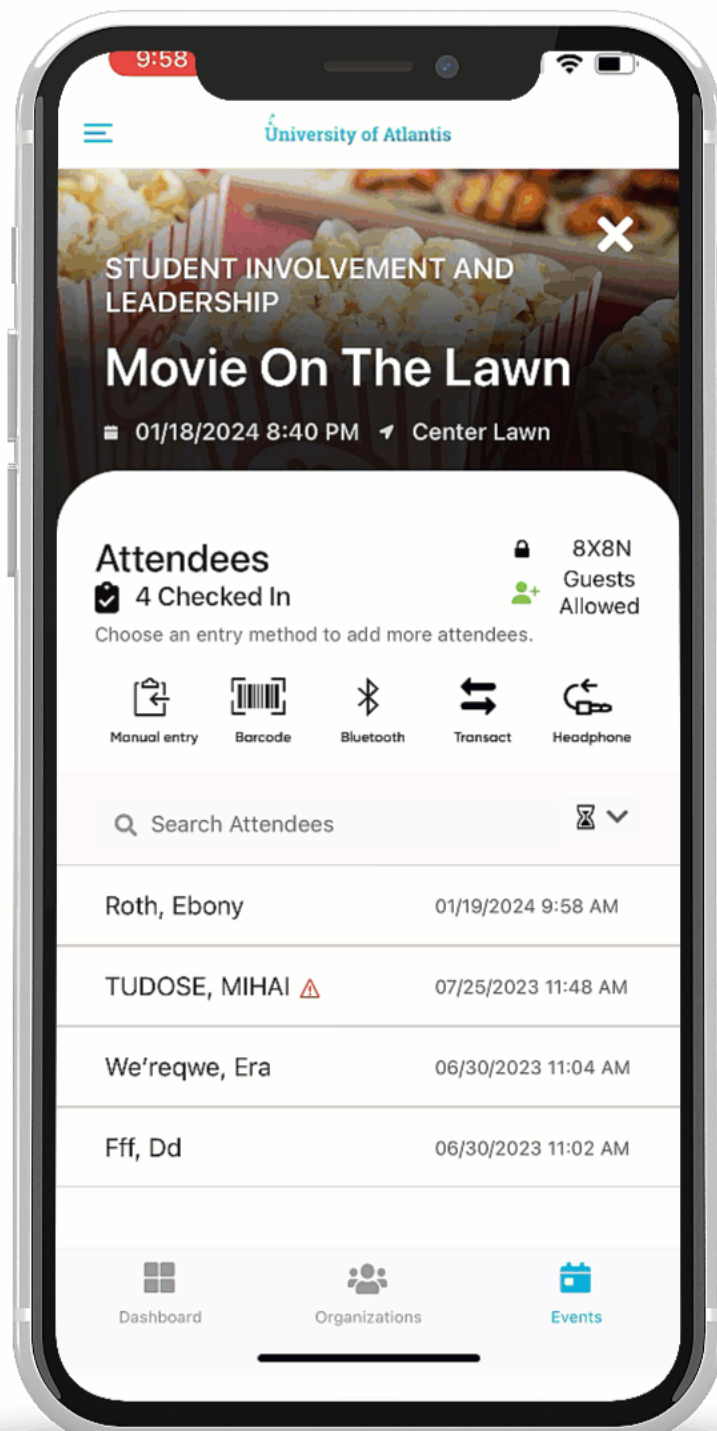 9:58
University of Atlantis
STUDENT INVOLVEMENT AND
LEADERSHIP
Movie On The Lawn
01/18/2024 8:40 PM Center Lawn
Attendees
8X8N
4 Checked In
Guests
Allowed
Choose an entry method to add more attendees.
Manual entry Barcode Bluetooth Transact Headphone
Search Attendees
Roth, Ebony 01/19/2024 9:58 AM
TUDOSE, MIHAI 07/25/2023 11:48 AM
We'reqwe, Era 06/30/2023 11:04 AM
Fff, Dd 06/30/2023 11:02 AM
Dashboard Organizations Events